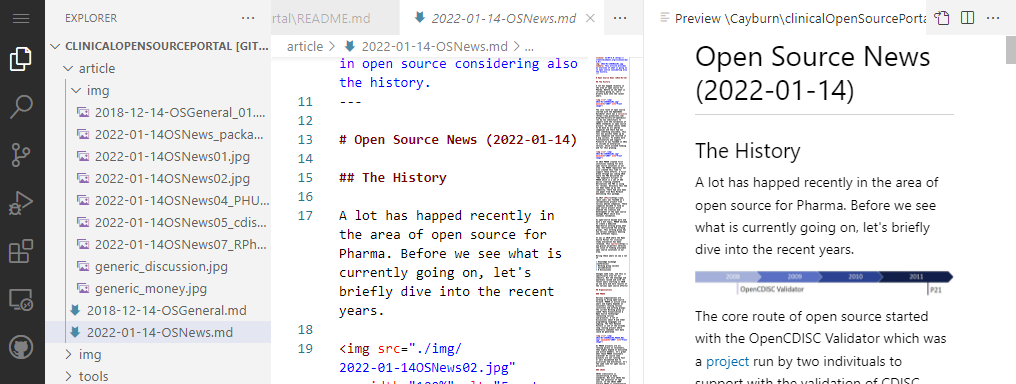 EXPLORER ···
CLINICALOPENSOURCEPORTAL [GIT...
article
img
2018-12-14-OSGeneral_01....
2022-01-14OSNews_packa...
2022-01-14OSNews01.jpg
2022-01-14OSNews02.jpg
2022-01-14OSNews04_PHU...
2022-01-14OSNews05_cdis...
2022-01-14OSNews07_RPh...
generic_discussion.jpg
generic_money.jpg
2018-12-14-OSGeneral.md
2022-01-14-OSNews.md
img
tools
rtal\README.md
2022-01-14-OSNews.md
···
article > 2022-01-14-OSNews.md > ...
in open source considering also
the history.
11 ---
12
13 # Open Source News (2022-01-14)
14
15 ## The History
16
17 A lot has happed recently in
the area of open source for
Pharma. Before we see what is
currently going on, let's
briefly dive into the recent
years.
18
19 <img src="./img/
2022-01-14OSNews02.jpg"
Preview \Cayburn\clinicalOpenSourcePorta
···
Open Source News
(2022-01-14)
The History
A lot has happed recently in the area of
open source for Pharma. Before we see
what is currently going on, let's briefly
dive into the recent years.
2008 2009 2010 2011
OpenCDISC Validator P21
The core route of open source started
with the OpenCDISC Validator which was
a project run by two indivituals to
support with the validation of CDISC